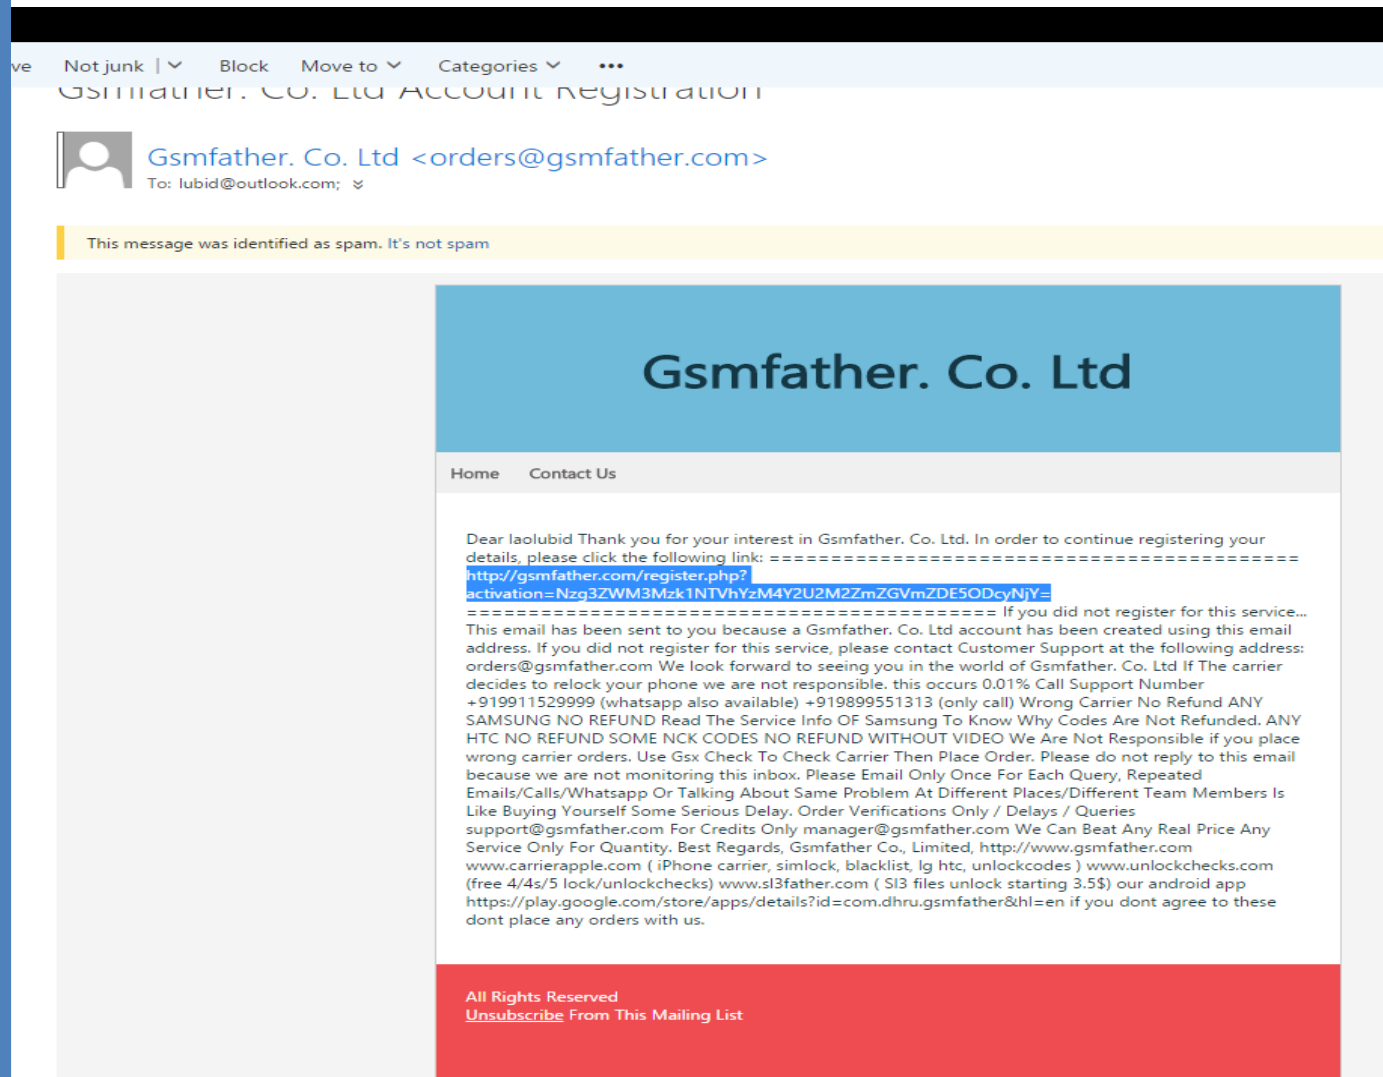 ve Not junk | Block Move to Categories •••
Gsmfather. Co. Ltd Account Registration
Gsmfather. Co. Ltd <orders@gsmfather.com>
To: lubid@outlook.com;
This message was identified as spam. It's not spam
Gsmfather. Co. Ltd
Home Contact Us
Dear laolubid Thank you for your interest in Gsmfather. Co. Ltd. In order to continue registering your
details, please click the following link: ===========================================
http://gsmfather.com/register.php?
activation=Nzg3ZWM3Mzk1NTVhYzM4Y2U2M2ZmZGVmZDE5ODcyNjY=
=========================================== If you did not register for this service...
This email has been sent to you because a Gsmfather. Co. Ltd account has been created using this email
address. If you did not register for this service, please contact Customer Support at the following address:
orders@gsmfather.com We look forward to seeing you in the world of Gsmfather. Co. Ltd If The carrier
decides to relock your phone we are not responsible. this occurs 0.01% Call Support Number
+919911529999 (whatsapp also available) +919899551313 (only call) Wrong Carrier No Refund ANY
SAMSUNG NO REFUND Read The Service Info OF Samsung To Know Why Codes Are Not Refunded. ANY
HTC NO REFUND SOME NCK CODES NO REFUND WITHOUT VIDEO We Are Not Responsible if you place
wrong carrier orders. Use Gsx Check To Check Carrier Then Place Order. Please do not reply to this email
because we are not monitoring this inbox. Please Email Only Once For Each Query, Repeated
Emails/Calls/Whatsapp Or Talking About Same Problem At Different Places/Different Team Members Is
Like Buying Yourself Some Serious Delay. Order Verifications Only / Delays / Queries
support@gsmfather.com For Credits Only manager@gsmfather.com We Can Beat Any Real Price Any
Service Only For Quantity. Best Regards, Gsmfather Co., Limited, http://www.gsmfather.com
www.carrierapple.com ( iPhone carrier, simlock, blacklist, lg htc, unlockcodes ) www.unlockchecks.com
(free 4/4s/5 lock/unlockchecks) www.sl3father.com ( Sl3 files unlock starting 3.5$) our android app
https://play.google.com/store/apps/details?id=com.dhru.gsmfather&hl=en if you dont agree to these
dont place any orders with us.
All Rights Reserved
Unsubscribe From This Mailing List